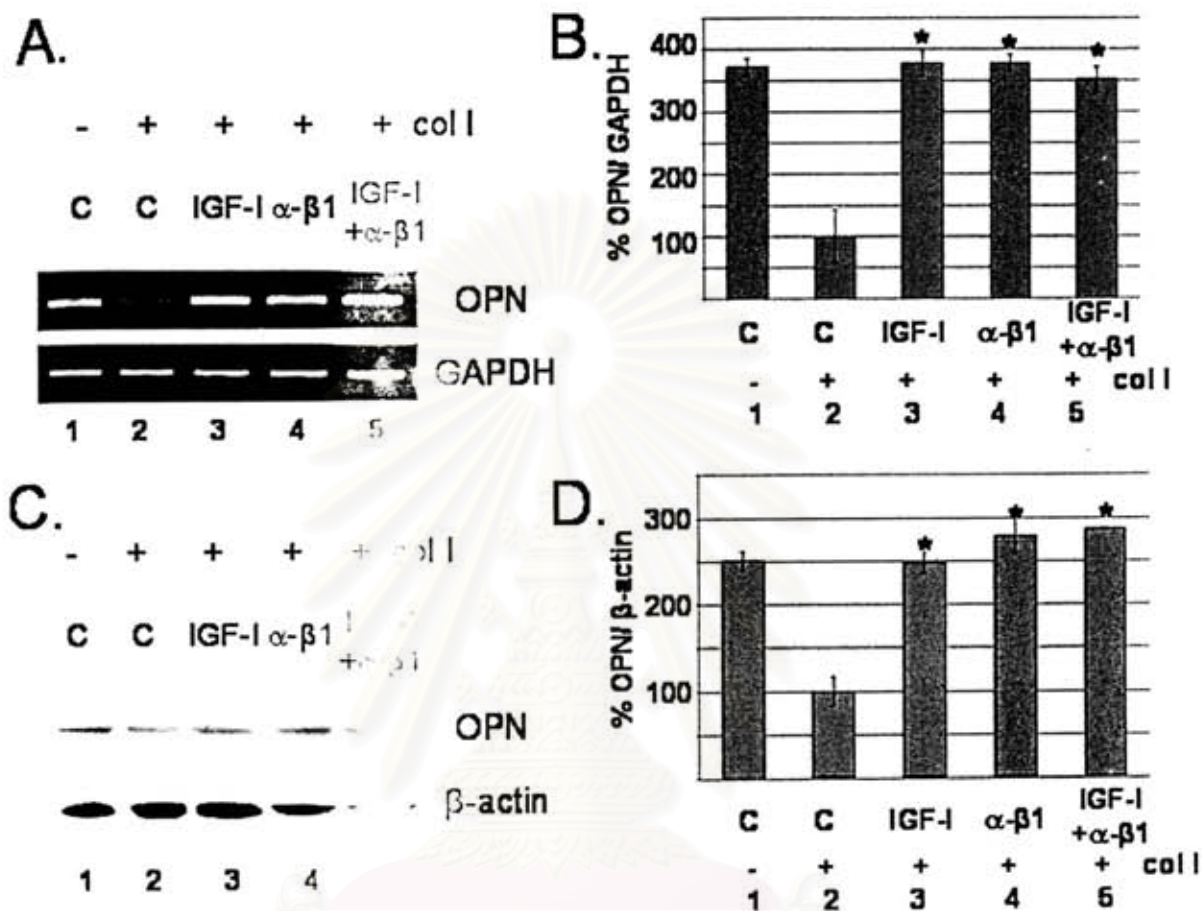 A.
- + + + + col I
C C IGF-I α-β1 IGF-I +α-β1
OPN
GAPDH
1 2 3 4 5
B.
% OPN/ GAPDH
400
300
200
100
* * *
C C IGF-I α-β1 IGF-I +α-β1
- + + + + col I
1 2 3 4 5
C.
- + + + +
C C IGF-I α-β1
OPN
β-actin
1 2 3 4
D.
% OPN/ β-actin
300
200
100
* * *
C C IGF-I α-β1 IGF-I +α-β1
- + + + + col I
1 2 3 4 5